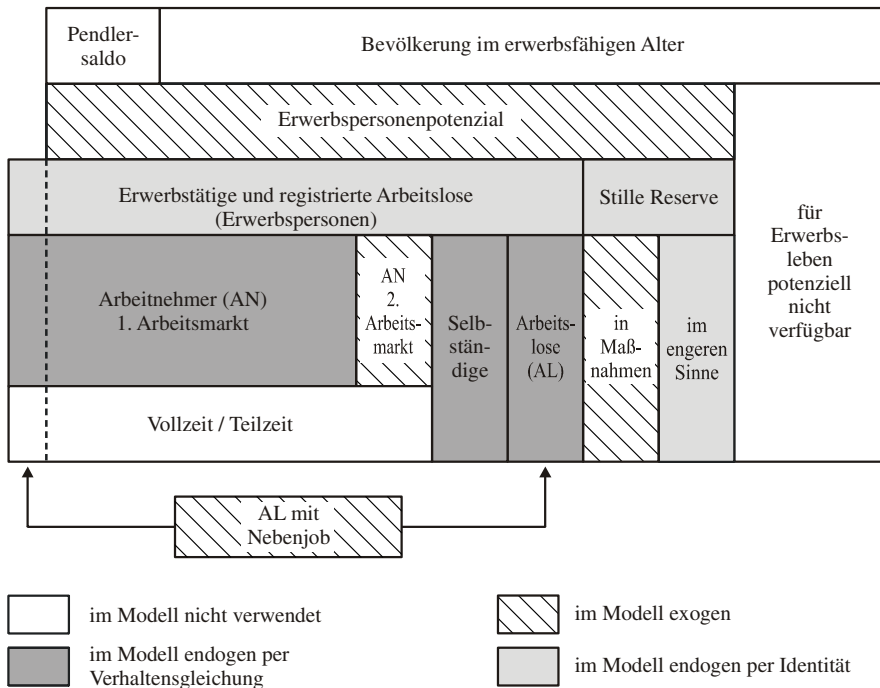 Pendler-
saldo
Bevölkerung im erwerbsfähigen Alter
Erwerbspersonenpotenzial
Erwerbstätige und registrierte Arbeitslose
(Erwerbspersonen)
Stille Reserve
für
Erwerbs-
leben
potenziell
nicht
verfügbar
Arbeitnehmer (AN)
1. Arbeitsmarkt
AN
2.
Arbeits-
markt
Selb-
stän-
dige
Arbeits-
lose
(AL)
in
Maß-
nahmen
im
engeren
Sinne
Vollzeit / Teilzeit
AL mit
Nebenjob
im Modell nicht verwendet
im Modell exogen
im Modell endogen per
Verhaltensgleichung
im Modell endogen per Identität